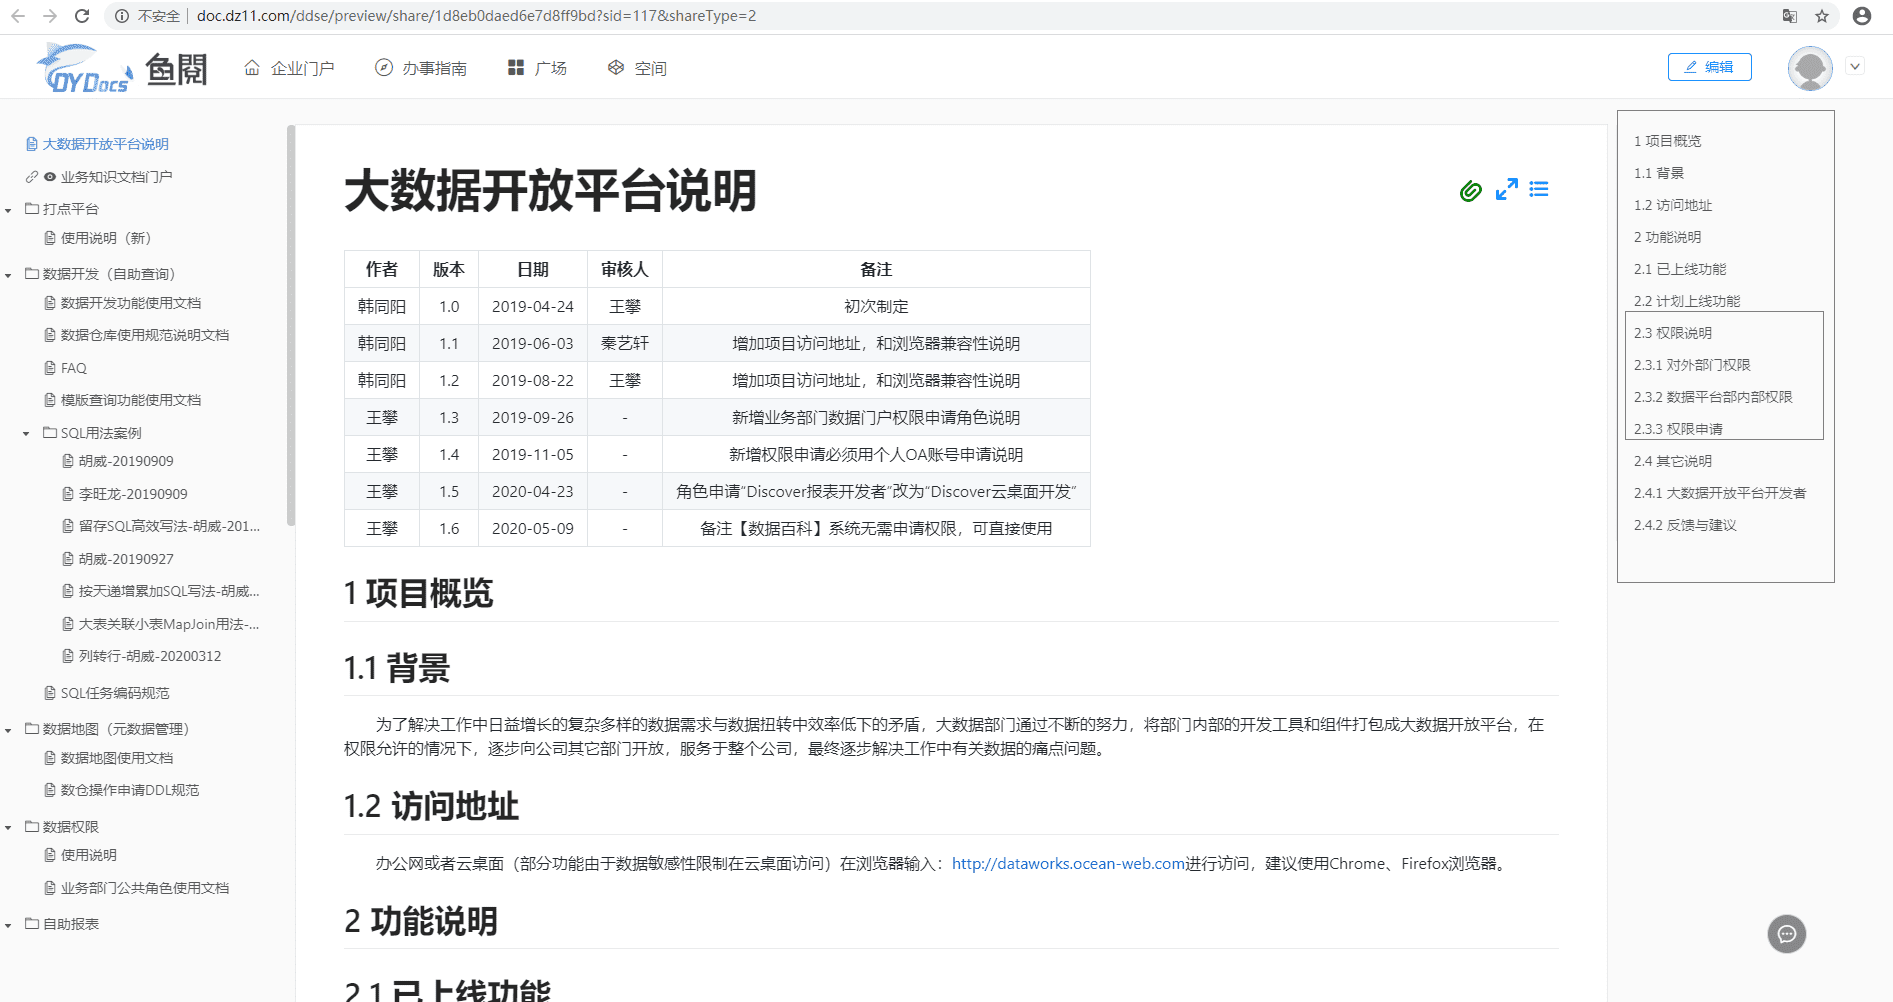 不安全 doc.dz11.com/ddse/preview/share/1d8eb0daed6e7d8ff9bd?sid=117&shareType=2
DYDocs 鱼閱 企业门户 办事指南 广场 空间 编辑
大数据开放平台说明
业务知识文档门户
打点平台
使用说明（新）
数据开发（自助查询）
数据开发功能使用文档
数据仓库使用规范说明文档
FAQ
模版查询功能使用文档
SQL用法案例
胡威-20190909
李旺龙-20190909
留存SQL高效写法-胡威-201...
胡威-20190927
按天递增累加SQL写法-胡威...
大表关联小表MapJoin用法-...
列转行-胡威-20200312
SQL任务编码规范
数据地图（元数据管理）
数据地图使用文档
数仓操作申请DDL规范
数据权限
使用说明
业务部门公共角色使用文档
自助报表
大数据开放平台说明
作者 版本 日期 审核人 备注
韩同阳 1.0 2019-04-24 王攀 初次制定
韩同阳 1.1 2019-06-03 秦艺轩 增加项目访问地址，和浏览器兼容性说明
韩同阳 1.2 2019-08-22 王攀 增加项目访问地址，和浏览器兼容性说明
王攀 1.3 2019-09-26 - 新增业务部门数据门户权限申请角色说明
王攀 1.4 2019-11-05 - 新增权限申请必须用个人OA账号申请说明
王攀 1.5 2020-04-23 - 角色申请“Discover报表开发者”改为“Discover云桌面开发”
王攀 1.6 2020-05-09 - 备注【数据百科】系统无需申请权限，可直接使用
1 项目概览
1.1 背景
为了解决工作中日益增长的复杂多样的数据需求与数据扭转中效率低下的矛盾，大数据部门通过不断的努力，将部门内部的开发工具和组件打包成大数据开放平台，在
权限允许的情况下，逐步向公司其它部门开放，服务于整个公司，最终逐步解决工作中有关数据的痛点问题。
1.2 访问地址
办公网或者云桌面（部分功能由于数据敏感性限制在云桌面访问）在浏览器输入：http://dataworks.ocean-web.com进行访问，建议使用Chrome、Firefox浏览器。
2 功能说明
2.1 已上线功能
1 项目概览
1.1 背景
1.2 访问地址
2 功能说明
2.1 已上线功能
2.2 计划上线功能
2.3 权限说明
2.3.1 对外部门权限
2.3.2 数据平台部内部权限
2.3.3 权限申请
2.4 其它说明
2.4.1 大数据开放平台开发者
2.4.2 反馈与建议